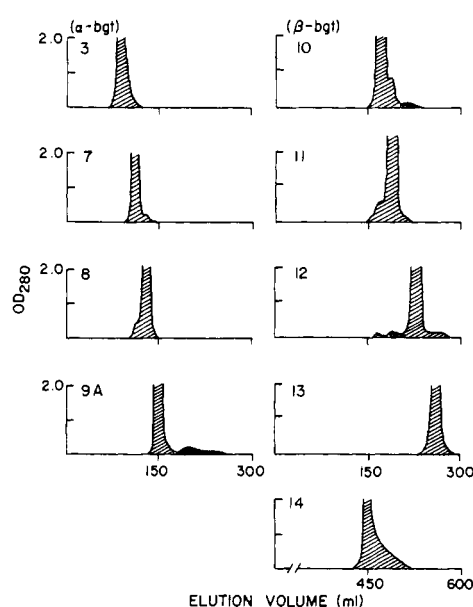 (α-bgt) (β-bgt)
2.0 3 10
2.0 7 11
OD280
2.0 8 12
2.0 9A 13
150 300 150 300
14
450 600
ELUTION VOLUME (ml)